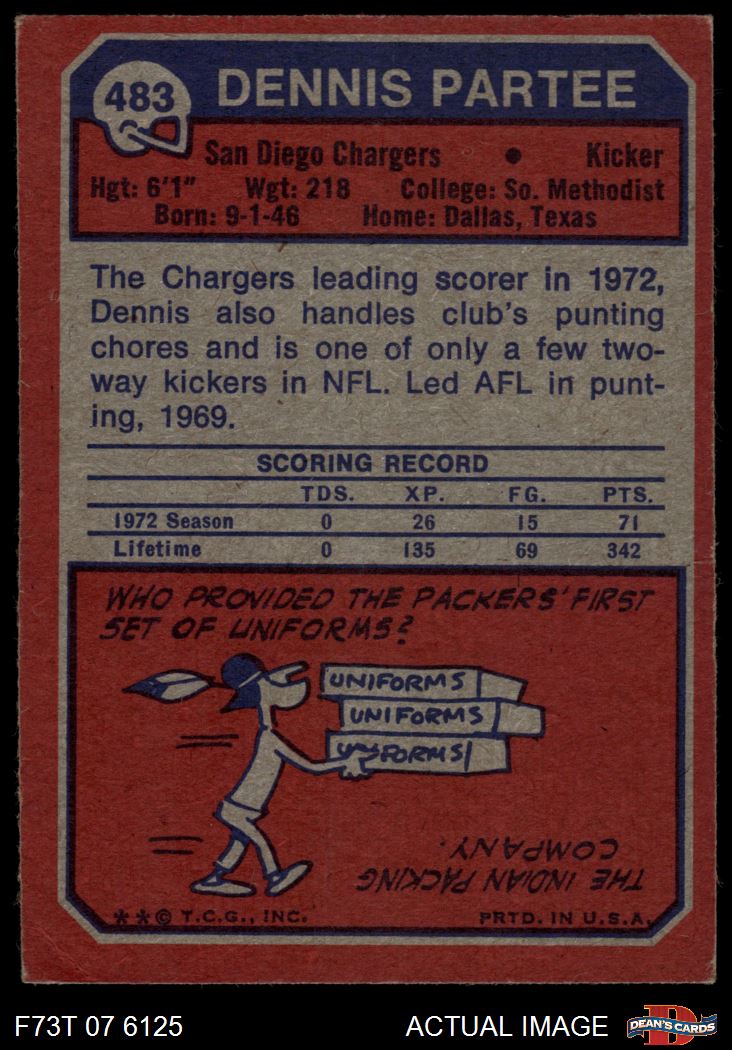 483 DENNIS PARTEE
San Diego Chargers • Kicker
Hgt: 6'1" Wgt: 218 College: So. Methodist
Born: 9-1-46 Home: Dallas, Texas
The Chargers leading scorer in 1972,
Dennis also handles club's punting
chores and is one of only a few two-
way kickers in NFL. Led AFL in punt-
ing, 1969.
SCORING RECORD
TDS. XP. FG. PTS.
1972 Season 0 26 15 71
Lifetime 0 135 69 342
WHO PROVIDED THE PACKERS' FIRST
SET OF UNIFORMS?
UNIFORMS
UNIFORMS
UNIFORMS
THE INDIAN PACKING
COMPANY.
**© T.C.G., INC. PRTD. IN U.S.A.
F73T 07 6125 ACTUAL IMAGE D DEAN'S CARDS